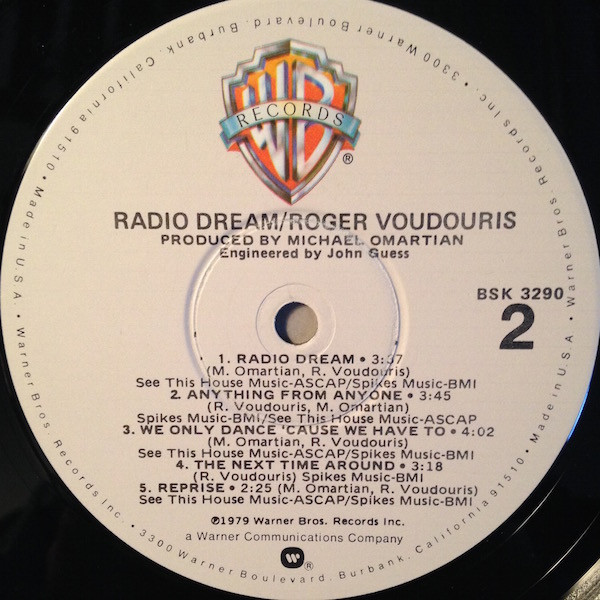 WB
RECORDS
®
RADIO DREAM/ROGER VOUDOURIS
PRODUCED BY MICHAEL OMARTIAN
Engineered by John Guess
BSK 3290
2
1. RADIO DREAM • 3:37
(M. Omartian, R. Voudouris)
See This House Music-ASCAP/Spikes Music-BMI
2. ANYTHING FROM ANYONE • 3:45
(R. Voudouris, M. Omartian)
Spikes Music-BMI/See This House Music-ASCAP
3. WE ONLY DANCE 'CAUSE WE HAVE TO • 4:02
(M. Omartian, R. Voudouris)
See This House Music-ASCAP/Spikes Music-BMI
4. THE NEXT TIME AROUND • 3:18
(R. Voudouris) Spikes Music-BMI
5. REPRISE • 2:25 (M. Omartian, R. Voudouris)
See This House Music-ASCAP/Spikes Music-BMI
℗1979 Warner Bros. Records Inc.
a Warner Communications Company
W ®
Warner Bros. Records Inc. • 3300 Warner Boulevard, Burbank, California 91510 • Made in U.S.A. • Warner Bros. Records Inc. • 3300 Warner Boulevard, Burbank, California 91510 • Made in U.S.A. •